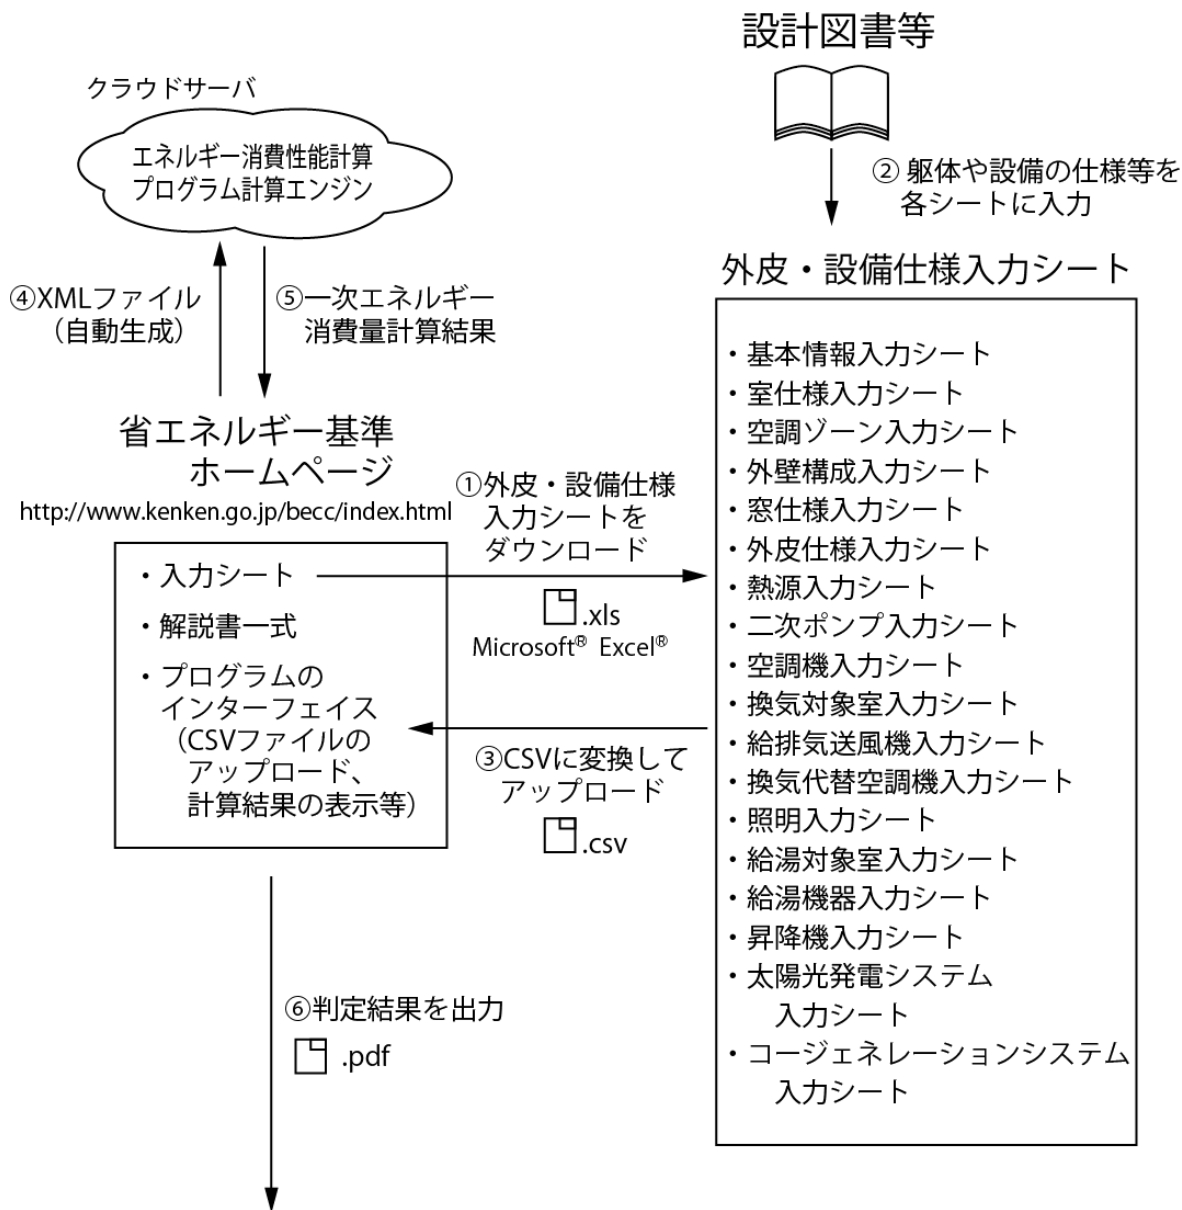 設計図書等
クラウドサーバ
エネルギー消費性能計算
プログラム計算エンジン
② 躯体や設備の仕様等を
各シートに入力
④XMLファイル
（自動生成）
⑤一次エネルギー
消費量計算結果
省エネルギー基準
ホームページ
http://www.kenken.go.jp/becc/index.html
・入力シート
・解説書一式
・プログラムの
インターフェイス
（CSVファイルの
アップロード、
計算結果の表示等）
①外皮・設備仕様
入力シートを
ダウンロード
.xls
Microsoft® Excel®
③CSVに変換して
アップロード
.csv
外皮・設備仕様入力シート
・基本情報入力シート
・室仕様入力シート
・空調ゾーン入力シート
・外壁構成入力シート
・窓仕様入力シート
・外皮仕様入力シート
・熱源入力シート
・二次ポンプ入力シート
・空調機入力シート
・換気対象室入力シート
・給排気送風機入力シート
・換気代替空調機入力シート
・照明入力シート
・給湯対象室入力シート
・給湯機器入力シート
・昇降機入力シート
・太陽光発電システム
入力シート
・コージェネレーションシステム
入力シート
⑥判定結果を出力
.pdf